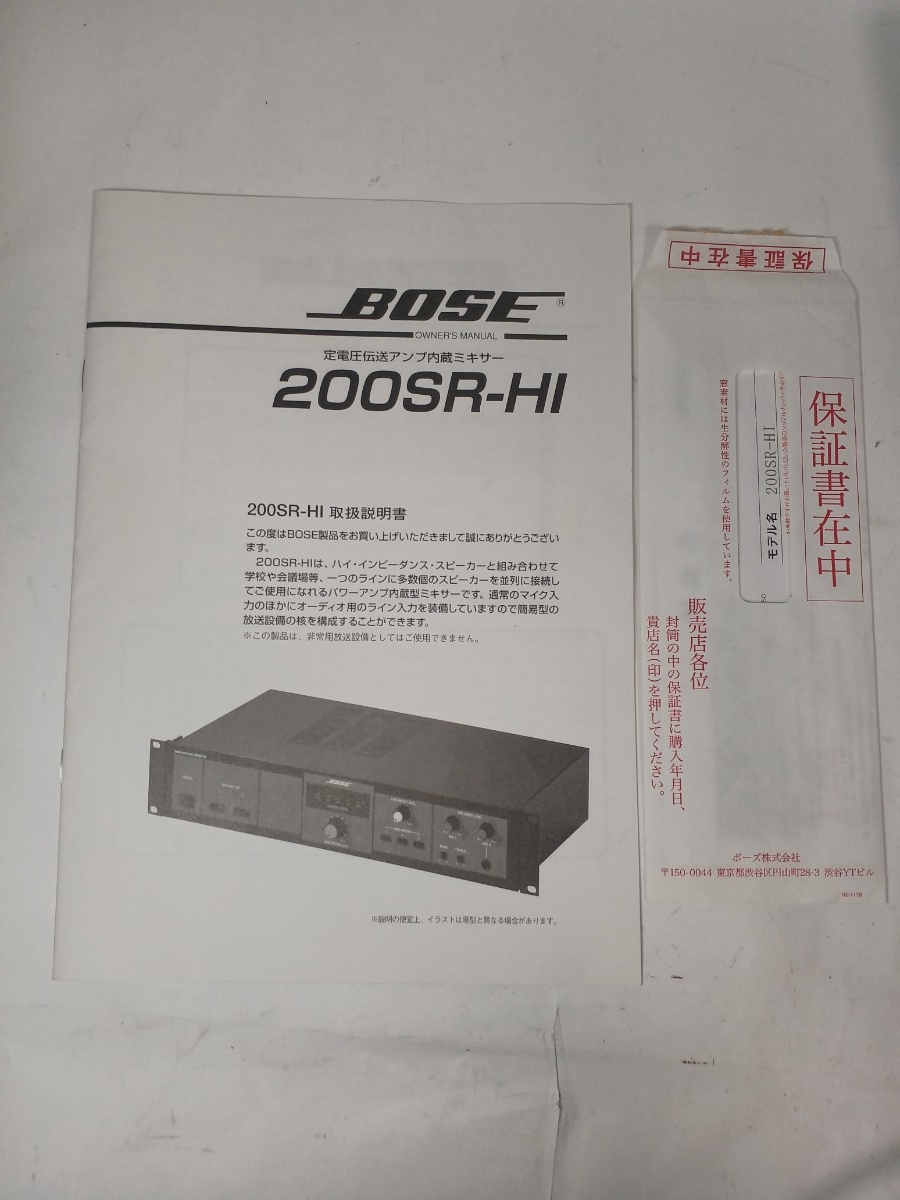 BOSE®
OWNER'S MANUAL
定電圧伝送アンプ内蔵ミキサー
200SR-HI
200SR-HI 取扱説明書
この度はBOSE製品をお買い上げいただきまして誠にありがとうござい
ます。
200SR-HIは、ハイ・インピーダンス・スピーカーと組み合わせて
学校や会議場等、一つのラインに多数個のスピーカーを並列に接続し
てご使用になれるパワーアンプ内蔵型ミキサーです。通常のマイク入
力のほかにオーディオ用のライン入力を装備していますので簡易型の
放送設備の核を構成することができます。
※この製品は、非常用放送設備としてはご使用できません。
BOSE
※説明の便宜上、イラストは原型と異なる場合があります。
保証書在中
保証書在中
モデル名 200SR-HI
窓素材には生分解性のフィルムを使用しています。
販売店各位
封筒の中の保証書に購入年月日、
貴店名(印)を押してください。
ボーズ株式会社
〒150-0044 東京都渋谷区円山町28-3 渋谷YTビル